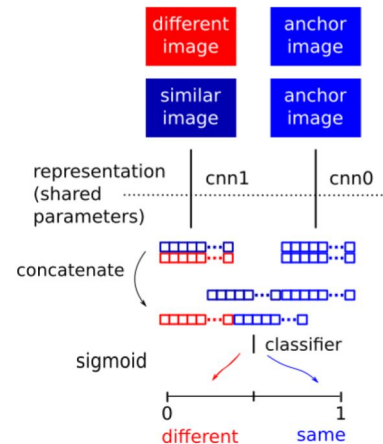 different
image
anchor
image
similar
image
anchor
image
representation
(shared
parameters)
cnn1
cnn0
concatenate
classifier
sigmoid
0
1
different
same